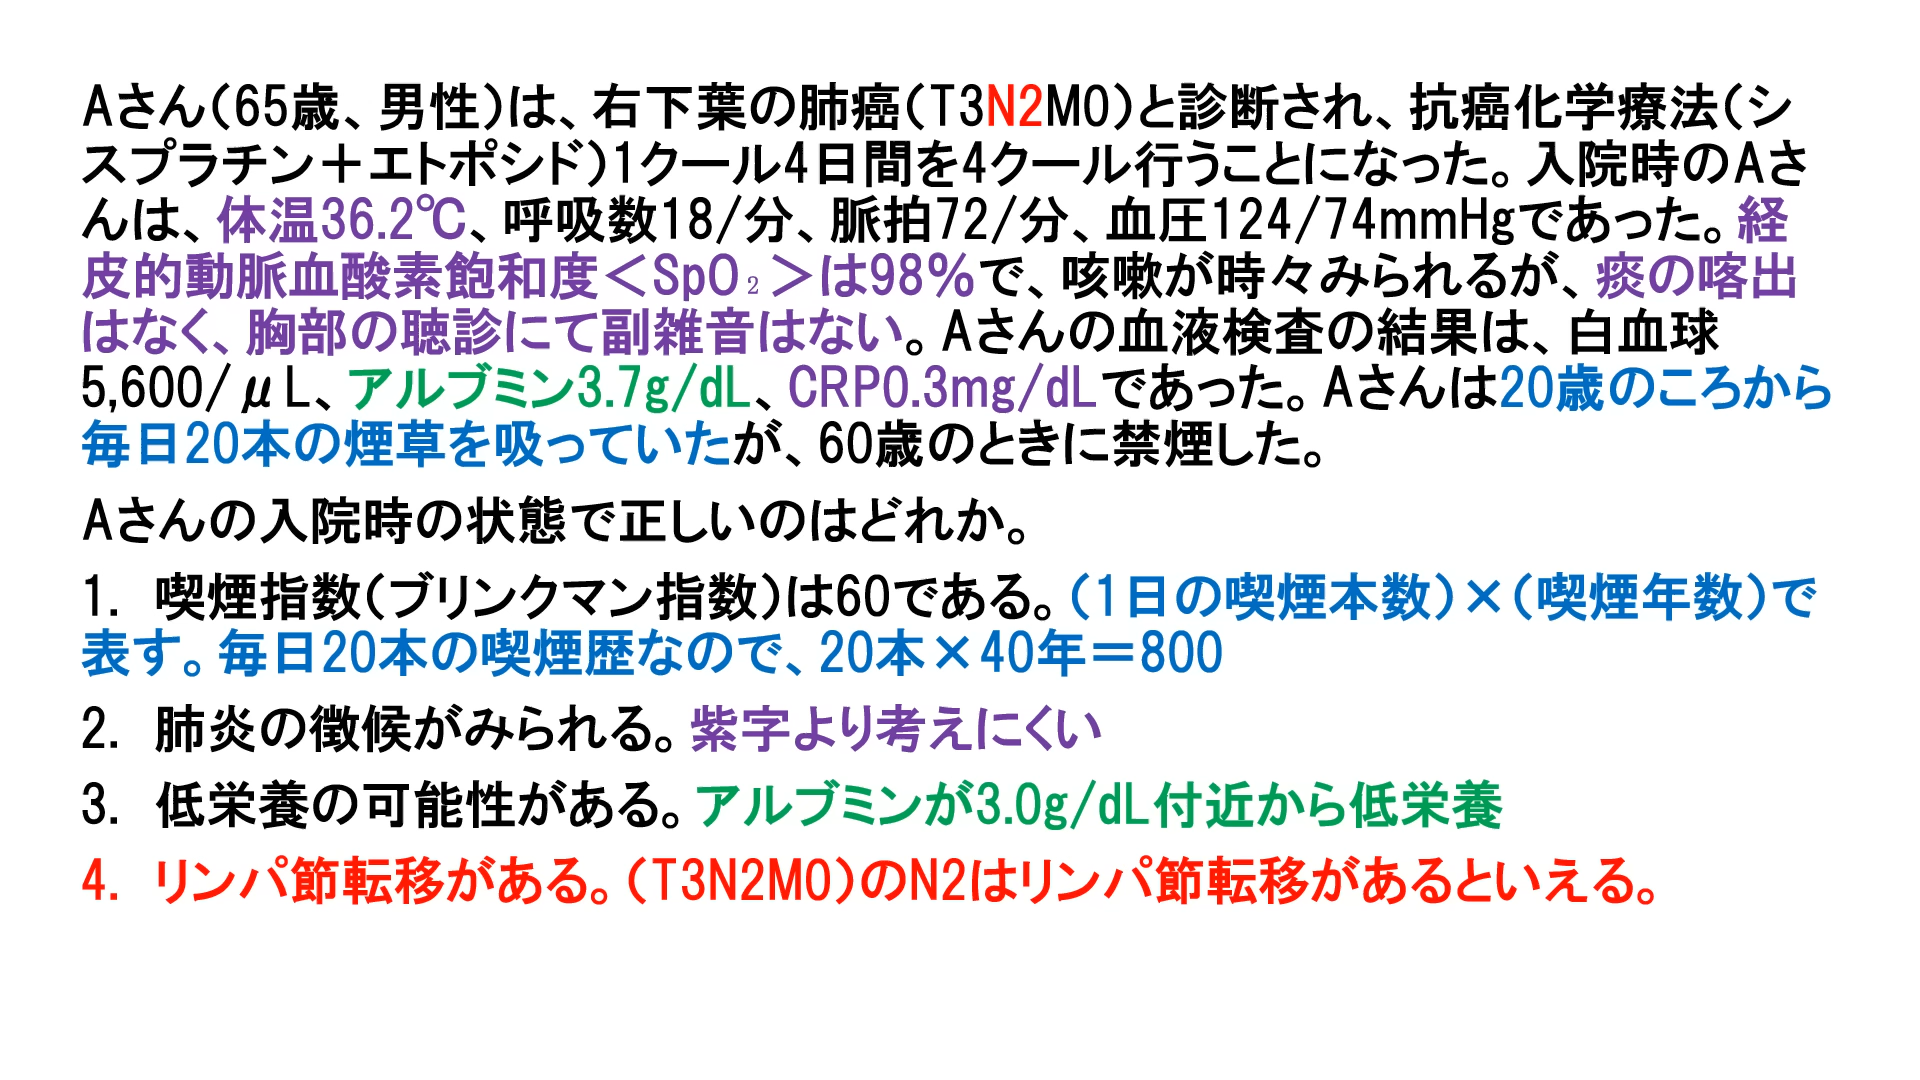 Aさん（65歳、男性）は、右下葉の肺癌（T3N2M0）と診断され、抗癌化学療法（シ
スプラチン＋エトポシド）1クール4日間を4クール行うことになった。入院時のAさ
んは、体温36.2℃、呼吸数18/分、脈拍72/分、血圧124/74mmHgであった。経
皮的動脈血酸素飽和度＜SpO₂＞は98％で、咳嗽が時々みられるが、痰の喀出
はなく、胸部の聴診にて副雑音はない。Aさんの血液検査の結果は、白血球
5,600/μL、アルブミン3.7g/dL、CRP0.3mg/dLであった。Aさんは20歳のころから
毎日20本の煙草を吸っていたが、60歳のときに禁煙した。
Aさんの入院時の状態で正しいのはどれか。
1. 喫煙指数（ブリンクマン指数）は60である。（1日の喫煙本数）×（喫煙年数）で
表す。毎日20本の喫煙歴なので、20本×40年＝800
2. 肺炎の徴候がみられる。紫字より考えにくい
3. 低栄養の可能性がある。アルブミンが3.0g/dL付近から低栄養
4. リンパ節転移がある。（T3N2M0）のN2はリンパ節転移があるといえる。